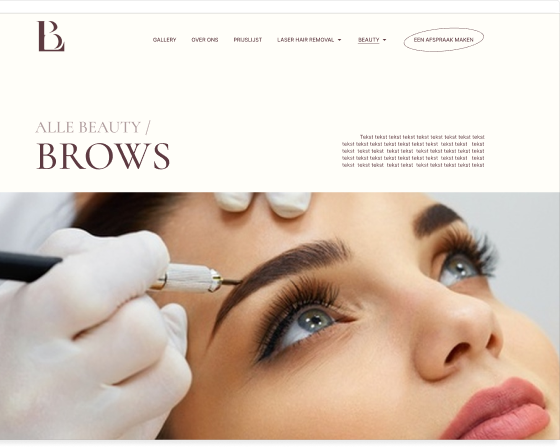 B
GALLERY OVER ONS PRIJSLIJST LASER HAIR REMOVAL BEAUTY EEN AFSPRAAK MAKEN
ALLE BEAUTY /
BROWS
Tekst tekst tekst tekst tekst tekst tekst tekst tekst
tekst tekst tekst tekst tekst tekst tekst tekst tekst tekst
tekst tekst tekst tekst tekst tekst tekst tekst tekst tekst
tekst tekst tekst tekst tekst tekst tekst tekst tekst tekst
tekst tekst tekst tekst tekst tekst tekst tekst tekst tekst